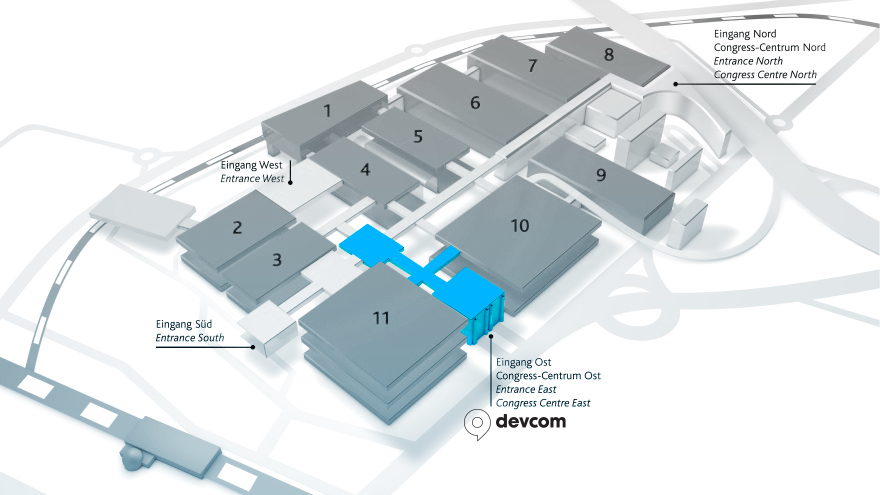 Eingang Nord
Congress-Centrum Nord
Entrance North
Congress Centre North
8
7
6
1
5
4
9
Eingang West
Entrance West
2
10
3
11
Eingang Süd
Entrance South
Eingang Ost
Congress-Centrum Ost
Entrance East
Congress Centre East
devcom